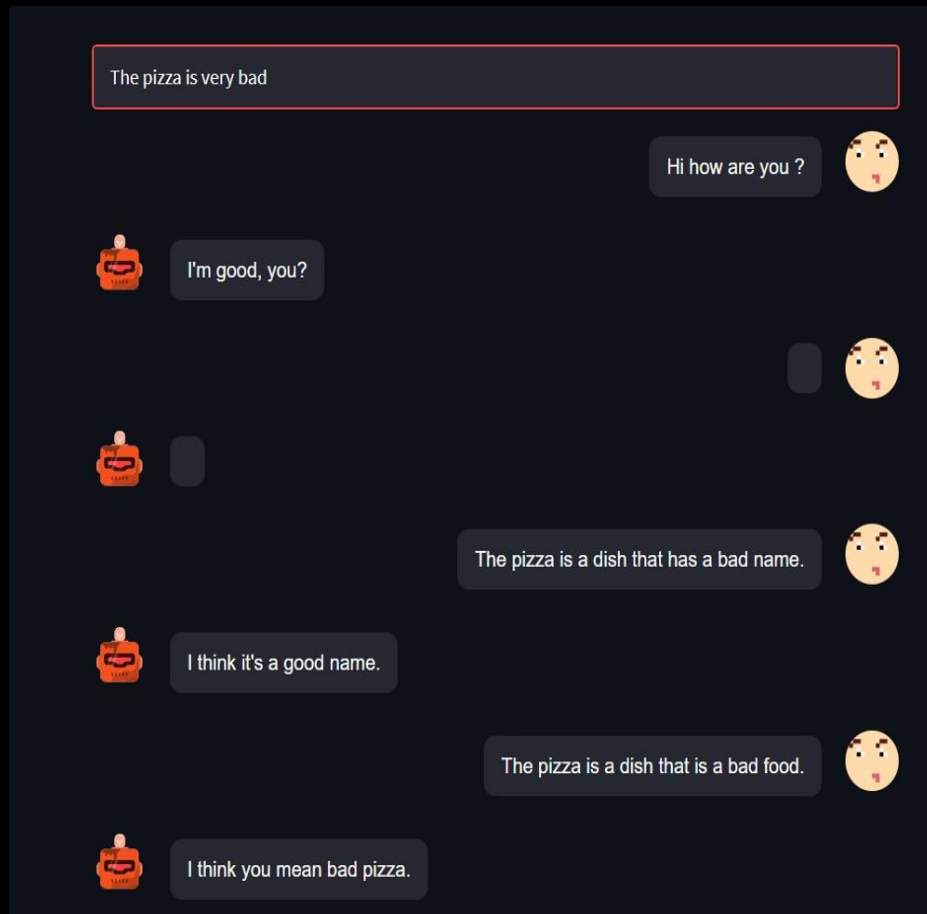 The pizza is very bad
Hi how are you ?
I'm good, you?
The pizza is a dish that has a bad name.
I think it's a good name.
The pizza is a dish that is a bad food.
I think you mean bad pizza.